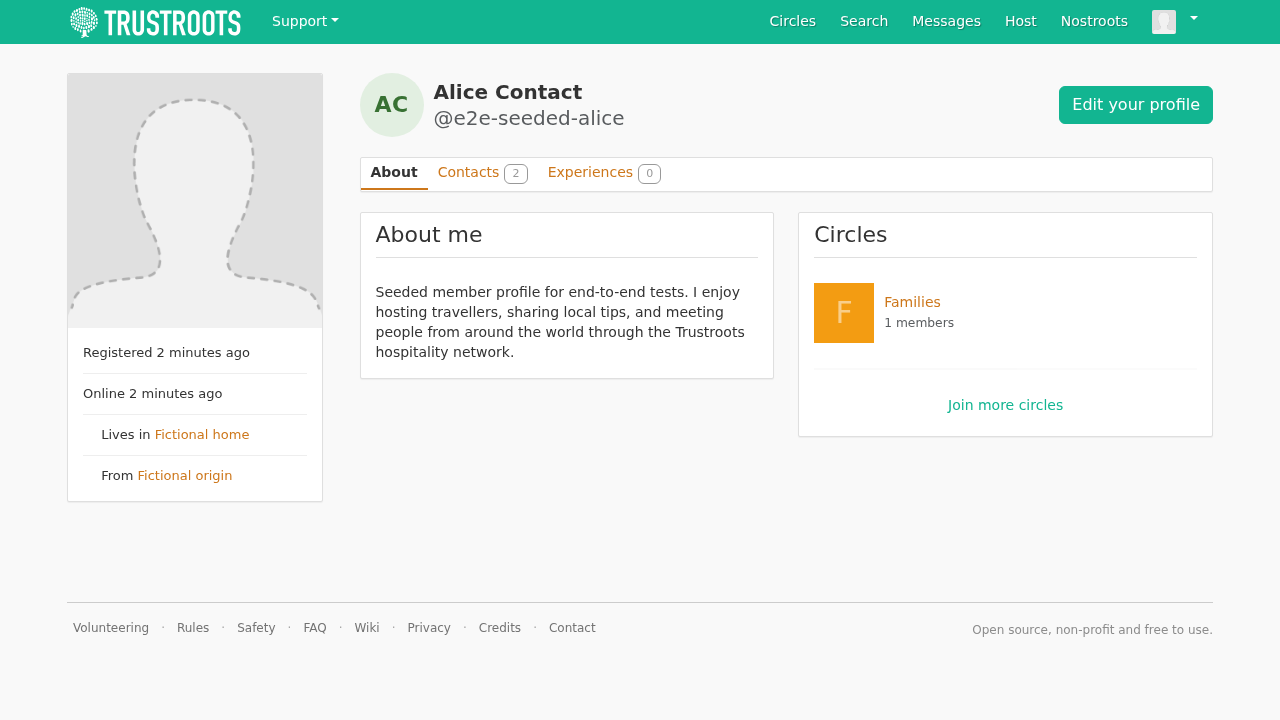 TRUSTROOTS Support Circles Search Messages Host Nostroots
AC
Alice Contact
@e2e-seeded-alice
Edit your profile
About Contacts 2 Experiences 0
Registered 2 minutes ago
Online 2 minutes ago
Lives in Fictional home
From Fictional origin
About me
Seeded member profile for end-to-end tests. I enjoy
hosting travellers, sharing local tips, and meeting
people from around the world through the Trustroots
hospitality network.
Circles
F
Families
1 members
Join more circles
Volunteering · Rules · Safety · FAQ · Wiki · Privacy · Credits · Contact
Open source, non-profit and free to use.